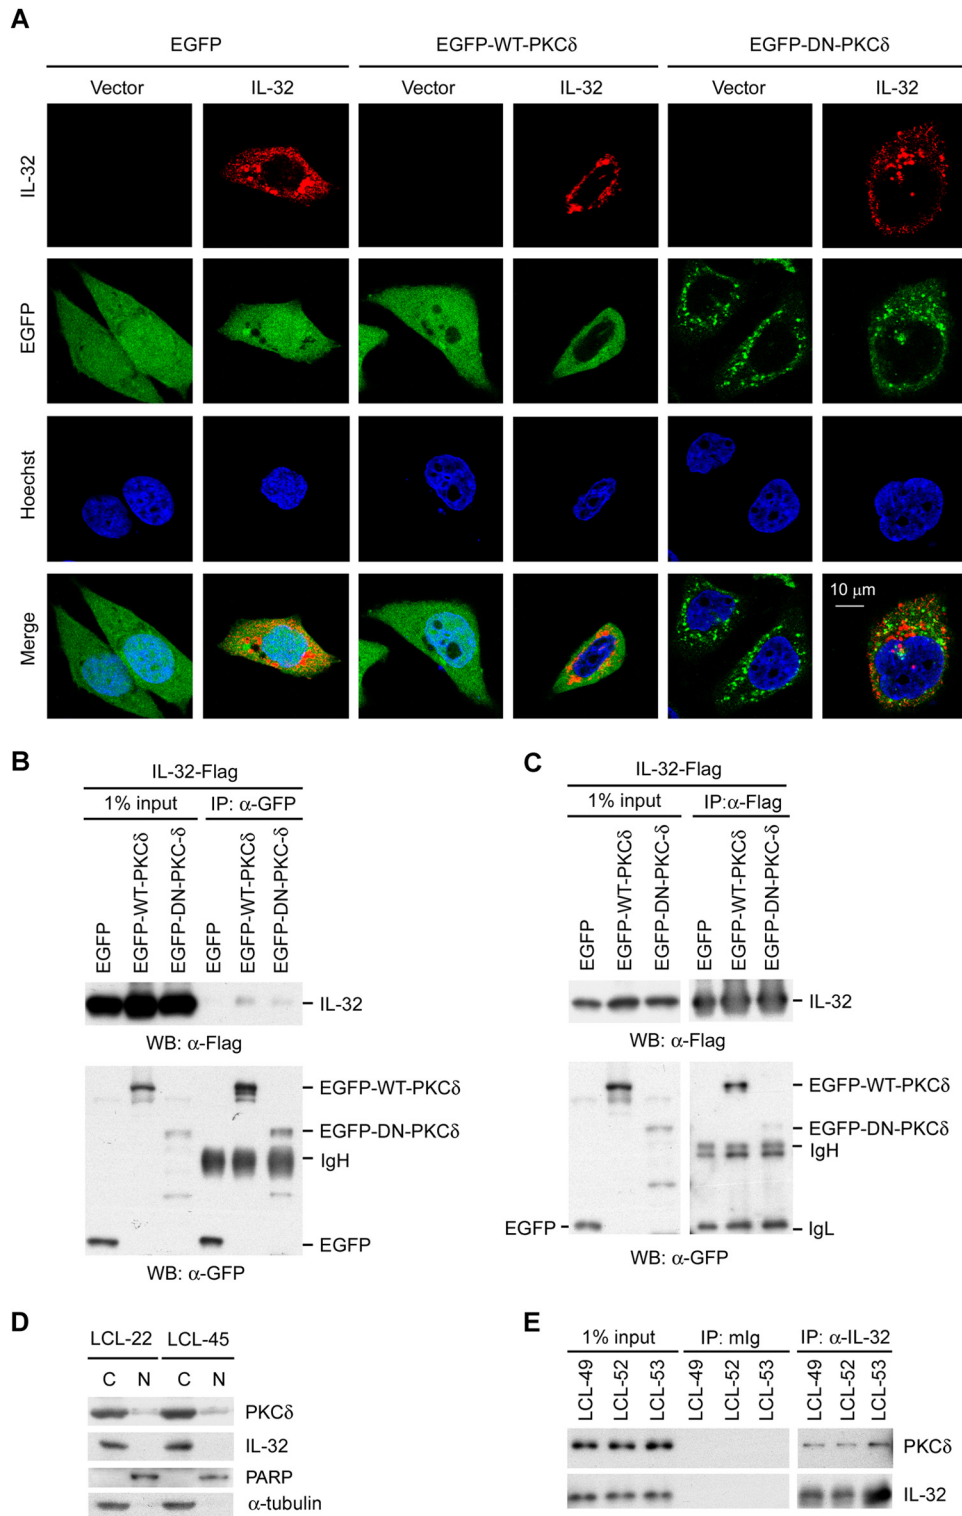 A
EGFP EGFP-WT-PKCδ EGFP-DN-PKCδ
Vector IL-32 Vector IL-32 Vector IL-32
IL-32
EGFP
Hoechst
Merge
10 μm
B
IL-32-Flag
1% input IP: α-GFP
EGFP EGFP-WT-PKCδ EGFP-DN-PKC-δ EGFP EGFP-WT-PKCδ EGFP-DN-PKC-δ
IL-32
WB: α-Flag
EGFP-WT-PKCδ
EGFP-DN-PKCδ
IgH
EGFP
WB: α-GFP
C
IL-32-Flag
1% input IP:α-Flag
EGFP EGFP-WT-PKCδ EGFP-DN-PKC-δ EGFP EGFP-WT-PKCδ EGFP-DN-PKC-δ
IL-32
WB: α-Flag
EGFP-WT-PKCδ
EGFP-DN-PKCδ
IgH
EGFP IgL
WB: α-GFP
D
LCL-22 LCL-45
C N C N
PKCδ
IL-32
PARP
α-tubulin
E
1% input IP: mIg IP: α-IL-32
LCL-49 LCL-52 LCL-53 LCL-49 LCL-52 LCL-53 LCL-49 LCL-52 LCL-53
PKCδ
IL-32